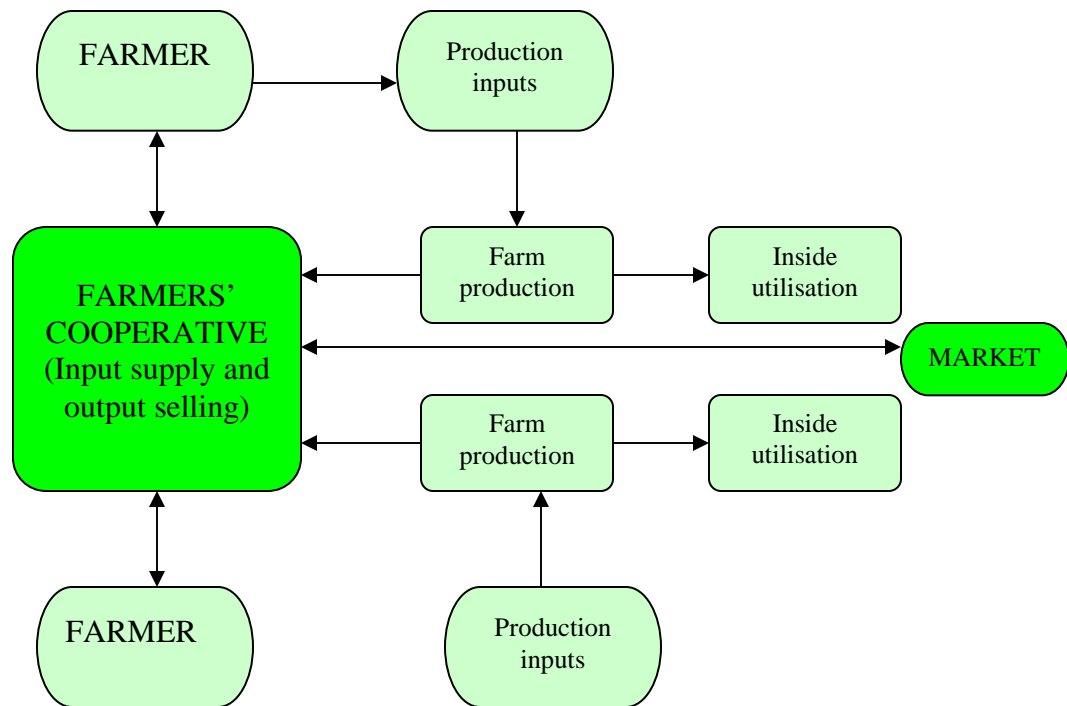 FARMER
Production
inputs
Farm
production
Inside
utilisation
FARMERS’
COOPERATIVE
(Input supply and
output selling)
MARKET
Farm
production
Inside
utilisation
FARMER
Production
inputs